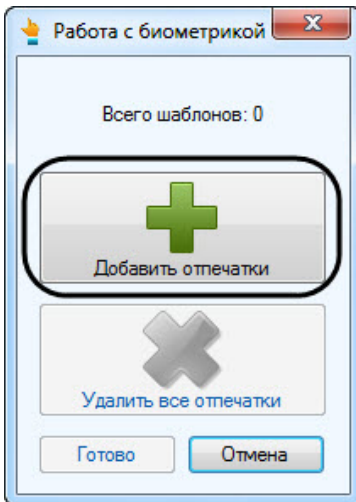 Работа с биометрикой
Всего шаблонов: 0
Добавить отпечатки
Удалить все отпечатки
Готово
Отмена